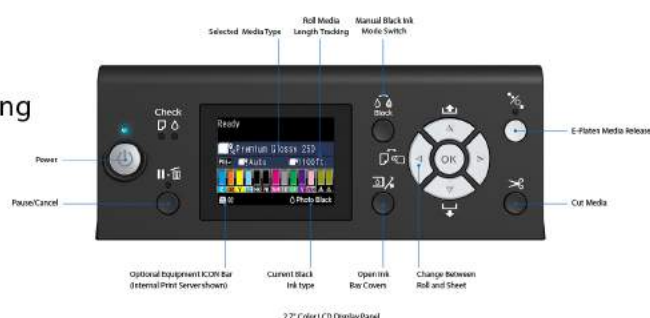 Roll Media
Manual Black Ink
Selected Media Type
Length Tracking
Mode Switch
ng
Check
Black
Ready
Premium Glossy 250
Auto
100ft.
OK
E-Platen Media Release
Power
Pause/Cancel
Photo Black
Cut Media
Optional Equipment ICON Bar
(Internal Print Server shown)
Current Black
Ink type
Open Ink
Bay Covers
Change Between
Roll and Sheet
2.7" Color LCD Display Panel